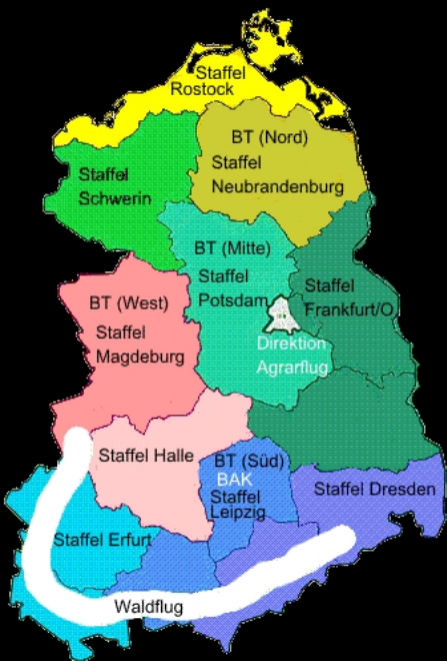 Staffel
Rostock
BT (Nord)
Staffel
Neubrandenburg
Staffel
Schwerin
BT (Mitte)
Staffel
Potsdam
Staffel
Frankfurt/O.
Direktion
Agrarflug
BT (West)
Staffel
Magdeburg
Staffel Halle
BT (Süd)
BAK
Staffel
Leipzig
Staffel Dresden
Staffel Erfurt
Waldflug